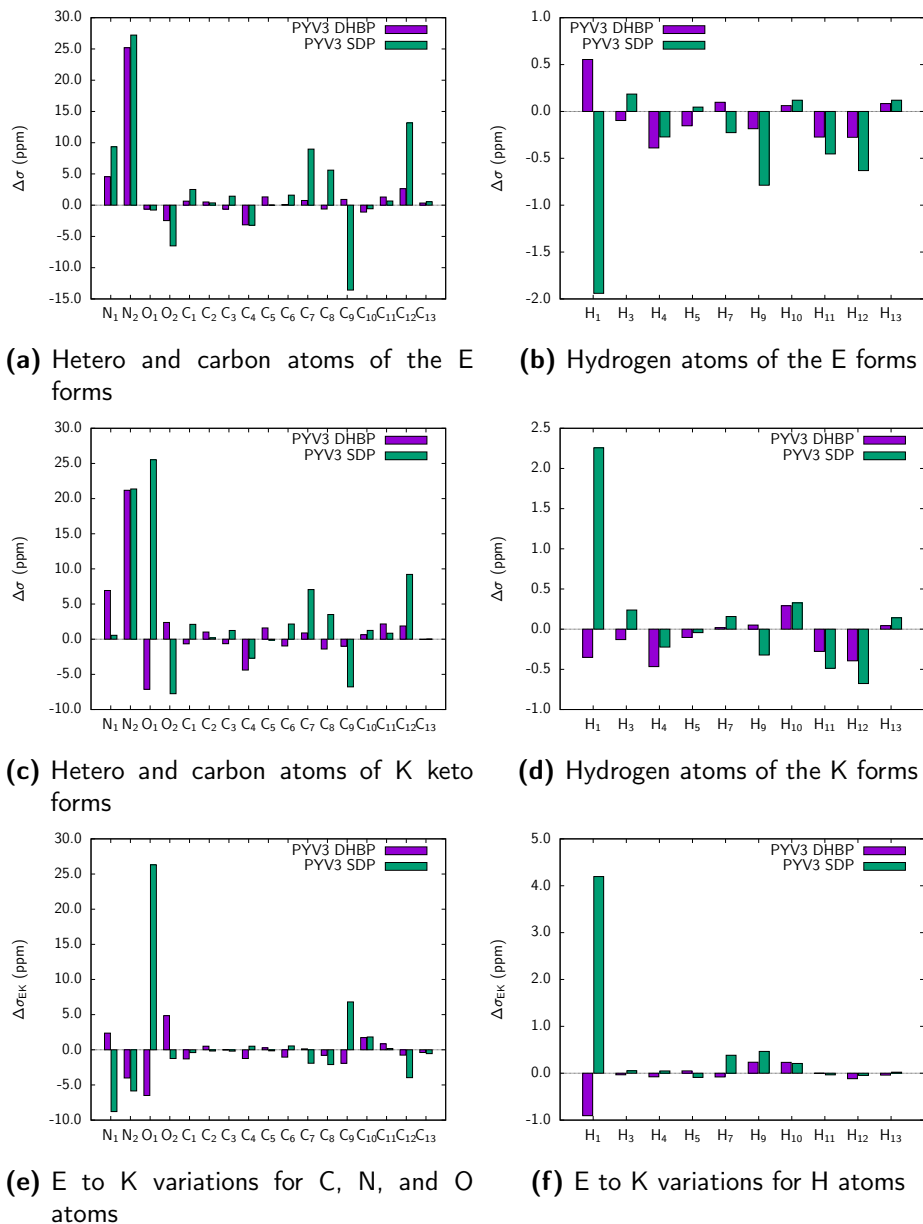 30.0
25.0
20.0
15.0
10.0
5.0
0.0
-5.0
-10.0
-15.0
Δσ (ppm)
PYV3 DHBP
PYV3 SDP
N₁ N₂ O₁ O₂ C₁ C₂ C₃ C₄ C₅ C₆ C₇ C₈ C₉ C₁₀ C₁₁ C₁₂ C₁₃
(a) Hetero and carbon atoms of the E
forms
1.0
0.5
0.0
-0.5
-1.0
-1.5
-2.0
Δσ (ppm)
PYV3 DHBP
PYV3 SDP
H₁ H₃ H₄ H₅ H₇ H₉ H₁₀ H₁₁ H₁₂ H₁₃
(b) Hydrogen atoms of the E forms
30.0
25.0
20.0
15.0
10.0
5.0
0.0
-5.0
-10.0
Δσ (ppm)
PYV3 DHBP
PYV3 SDP
N₁ N₂ O₁ O₂ C₁ C₂ C₃ C₄ C₅ C₆ C₇ C₈ C₉ C₁₀ C₁₁ C₁₂ C₁₃
(c) Hetero and carbon atoms of K keto
forms
2.5
2.0
1.5
1.0
0.5
0.0
-0.5
-1.0
Δσ (ppm)
PYV3 DHBP
PYV3 SDP
H₁ H₃ H₄ H₅ H₇ H₉ H₁₀ H₁₁ H₁₂ H₁₃
(d) Hydrogen atoms of the K forms
30.0
25.0
20.0
15.0
10.0
5.0
0.0
-5.0
-10.0
Δσ_EK (ppm)
PYV3 DHBP
PYV3 SDP
N₁ N₂ O₁ O₂ C₁ C₂ C₃ C₄ C₅ C₆ C₇ C₈ C₉ C₁₀ C₁₁ C₁₂ C₁₃
(e) E to K variations for C, N, and O
atoms
5.0
4.0
3.0
2.0
1.0
0.0
-1.0
Δσ_EK (ppm)
PYV3 DHBP
PYV3 SDP
H₁ H₃ H₄ H₅ H₇ H₉ H₁₀ H₁₁ H₁₂ H₁₃
(f) E to K variations for H atoms